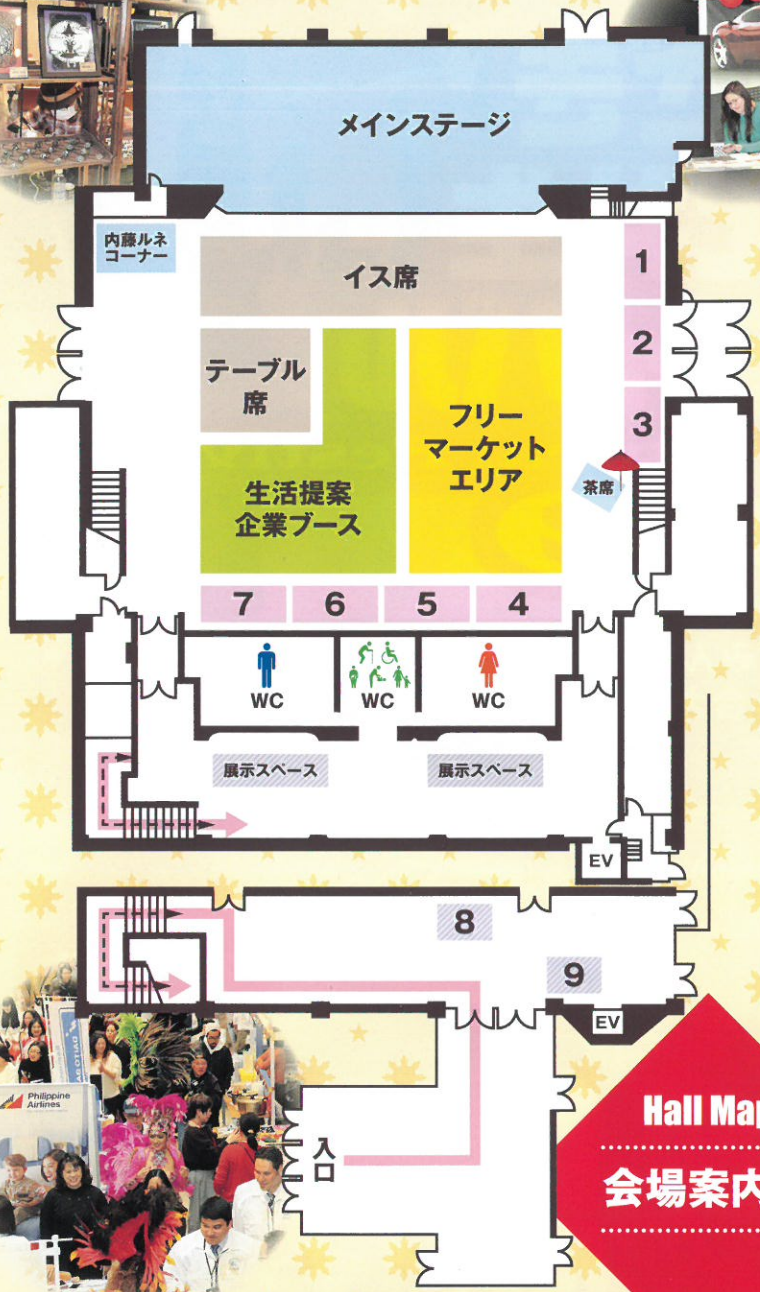 メインステージ
内藤ルネ
コーナー
イス席
1
2
3
テーブル
席
フリー
マーケット
エリア
生活提案
企業ブース
茶席
7
6
5
4
WC
WC
WC
展示スペース
展示スペース
EV
8
9
EV
Philippine
Airlines
入口
Hall Map
会場案内